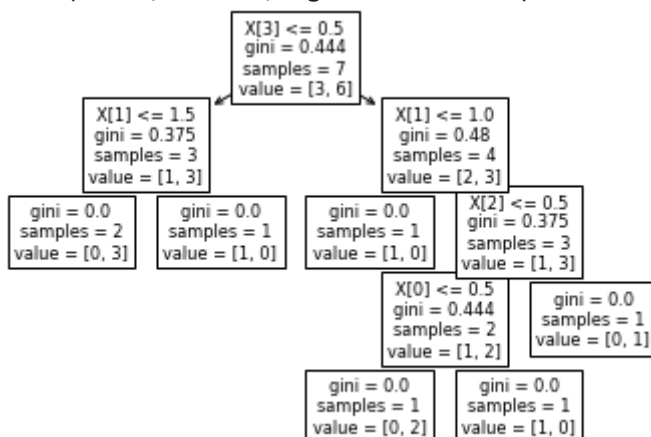 X[3] <= 0.5
gini = 0.444
samples = 7
value = [3, 6]
X[1] <= 1.5
gini = 0.375
samples = 3
value = [1, 3]
X[1] <= 1.0
gini = 0.48
samples = 4
value = [2, 3]
gini = 0.0
samples = 2
value = [0, 3]
gini = 0.0
samples = 1
value = [1, 0]
gini = 0.0
samples = 1
value = [1, 0]
X[2] <= 0.5
gini = 0.375
samples = 3
value = [1, 3]
X[0] <= 0.5
gini = 0.444
samples = 2
value = [1, 2]
gini = 0.0
samples = 1
value = [0, 1]
gini = 0.0
samples = 1
value = [0, 2]
gini = 0.0
samples = 1
value = [1, 0]